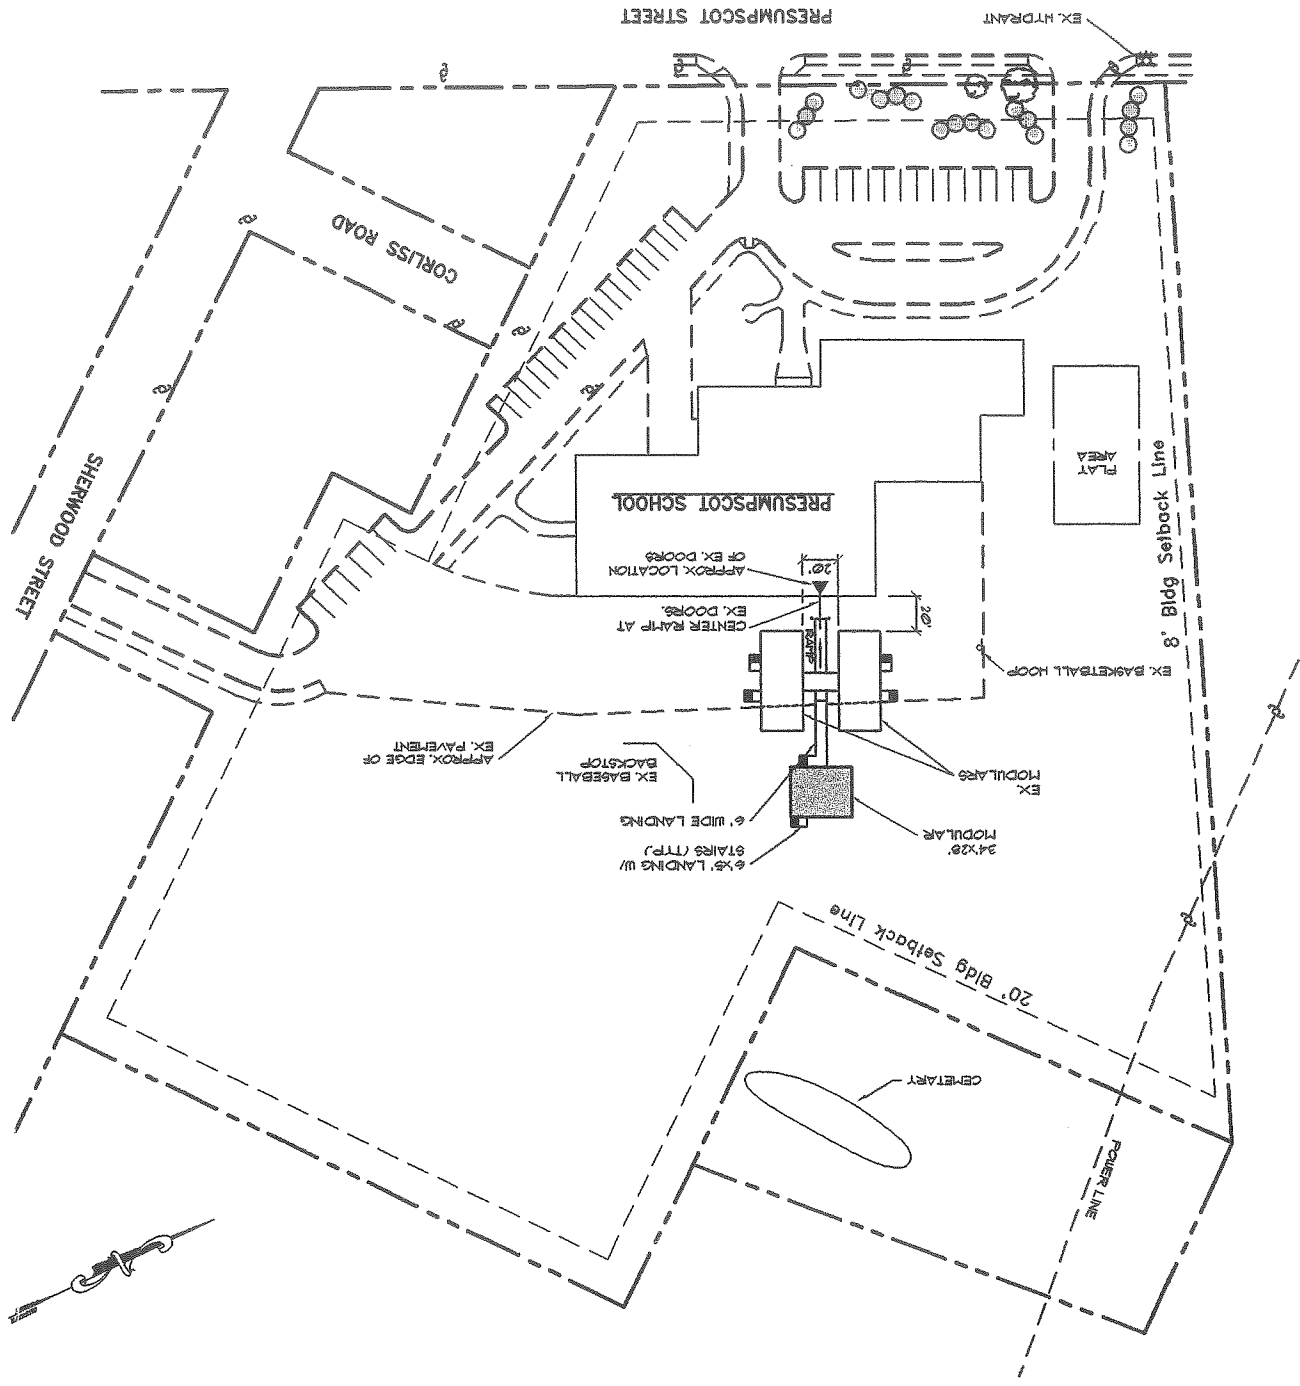 PRESUMPSCOT STREET
EX. HYDRANT
CORLISS ROAD
SHERWOOD STREET
PLAY
AREA
8' Bldg Setback Line
PRESUMPSCOT SCHOOL
APPROX. LOCATION
OF EX. DOORS
20'
CENTER RAMP AT
EX. DOORS.
20'
RAMP
EX. BASKETBALL HOOP
APPROX. EDGE OF
EX. PAVEMENT
EX. BASEBALL
BACKSTOP
EX.
MODULARS
6' WIDE LANDING
6'X5' LANDING W/
STAIRS (TYP.)
34'X28'
MODULAR
20' Bldg Setback Line
CEMETARY
POWER LINE